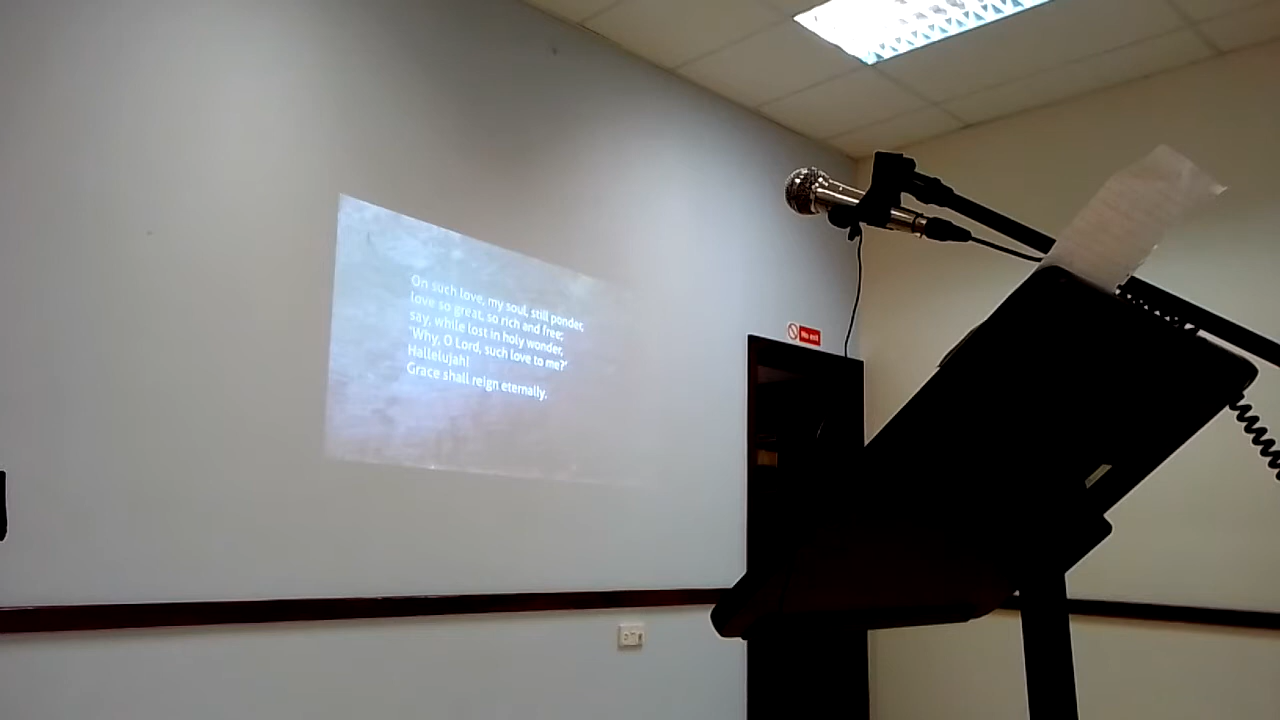 On such love, my soul, still ponder,
love so great, so rich and free;
say, while lost in holy wonder,
'Why, O Lord, such love to me?'
Hallelujah!
Grace shall reign eternally.
No exit